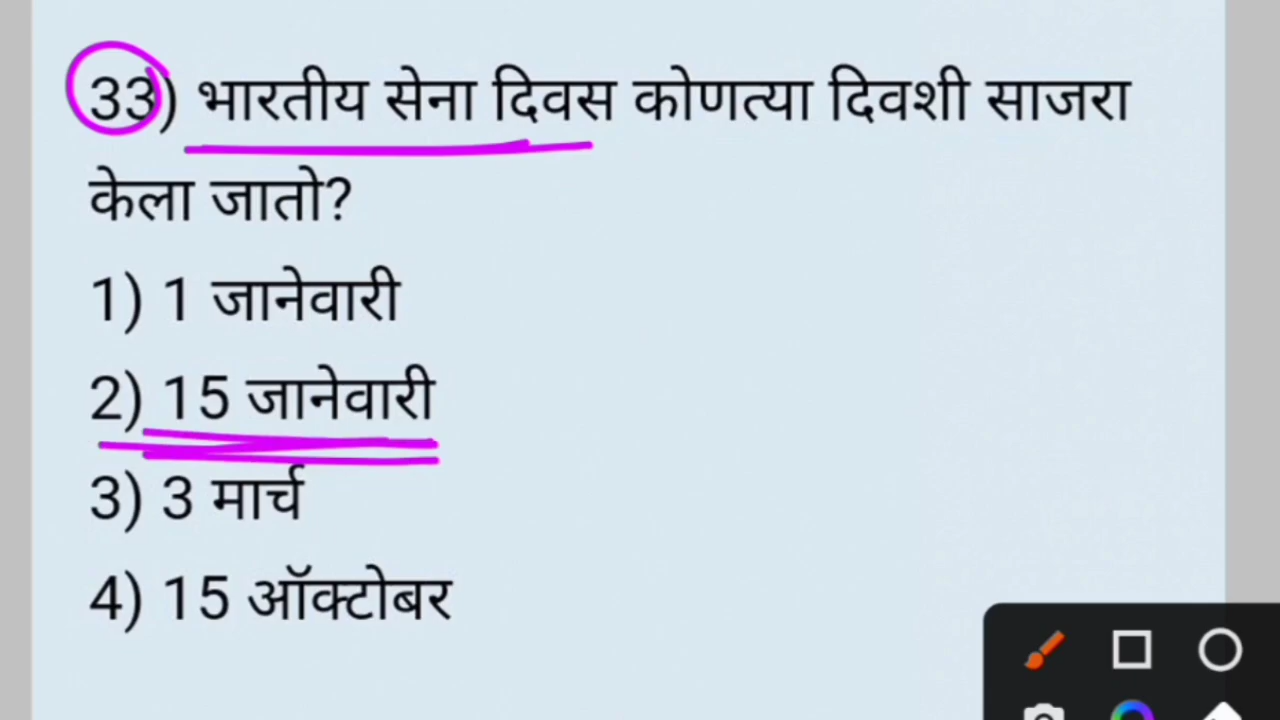 33) भारतीय सेना दिवस कोणत्या दिवशी साजरा
केला जातो?
1) 1 जानेवारी
2) 15 जानेवारी
3) 3 मार्च
4) 15 ऑक्टोबर